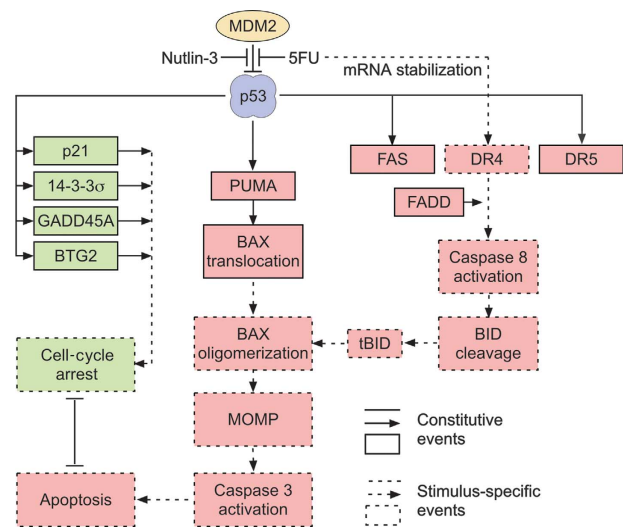 MDM2
Nutlin-3
5FU
mRNA stabilization
p53
p21
14-3-3σ
GADD45A
BTG2
FAS
DR4
DR5
PUMA
FADD
BAX
translocation
Caspase 8
activation
BAX
oligomerization
tBID
BID
cleavage
Cell-cycle
arrest
MOMP
Constitutive
events
Apoptosis
Caspase 3
activation
Stimulus-specific
events